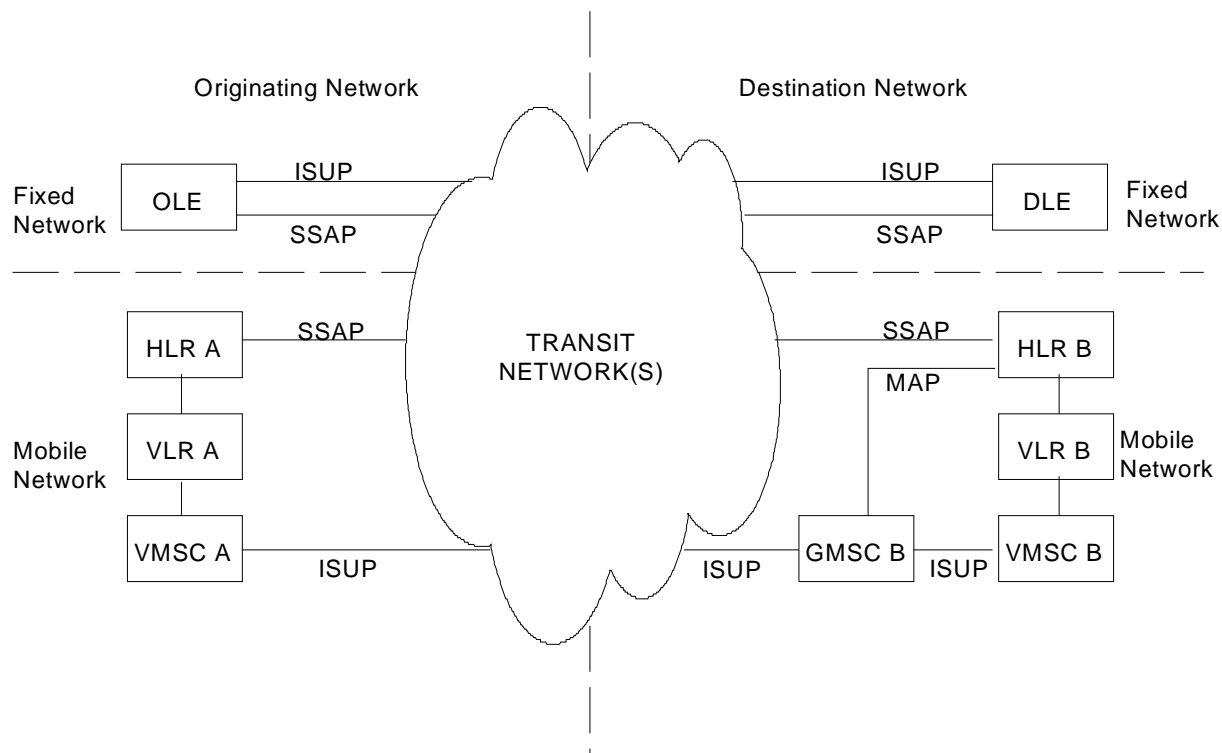 Originating Network
Destination Network
ISUP
ISUP
Fixed
Network
OLE
DLE
Fixed
Network
SSAP
SSAP
HLR A
SSAP
TRANSIT
NETWORK(S)
SSAP
HLR B
MAP
Mobile
Network
VLR A
VLR B
Mobile
Network
VMSC A
ISUP
ISUP
GMSC B
ISUP
VMSC B